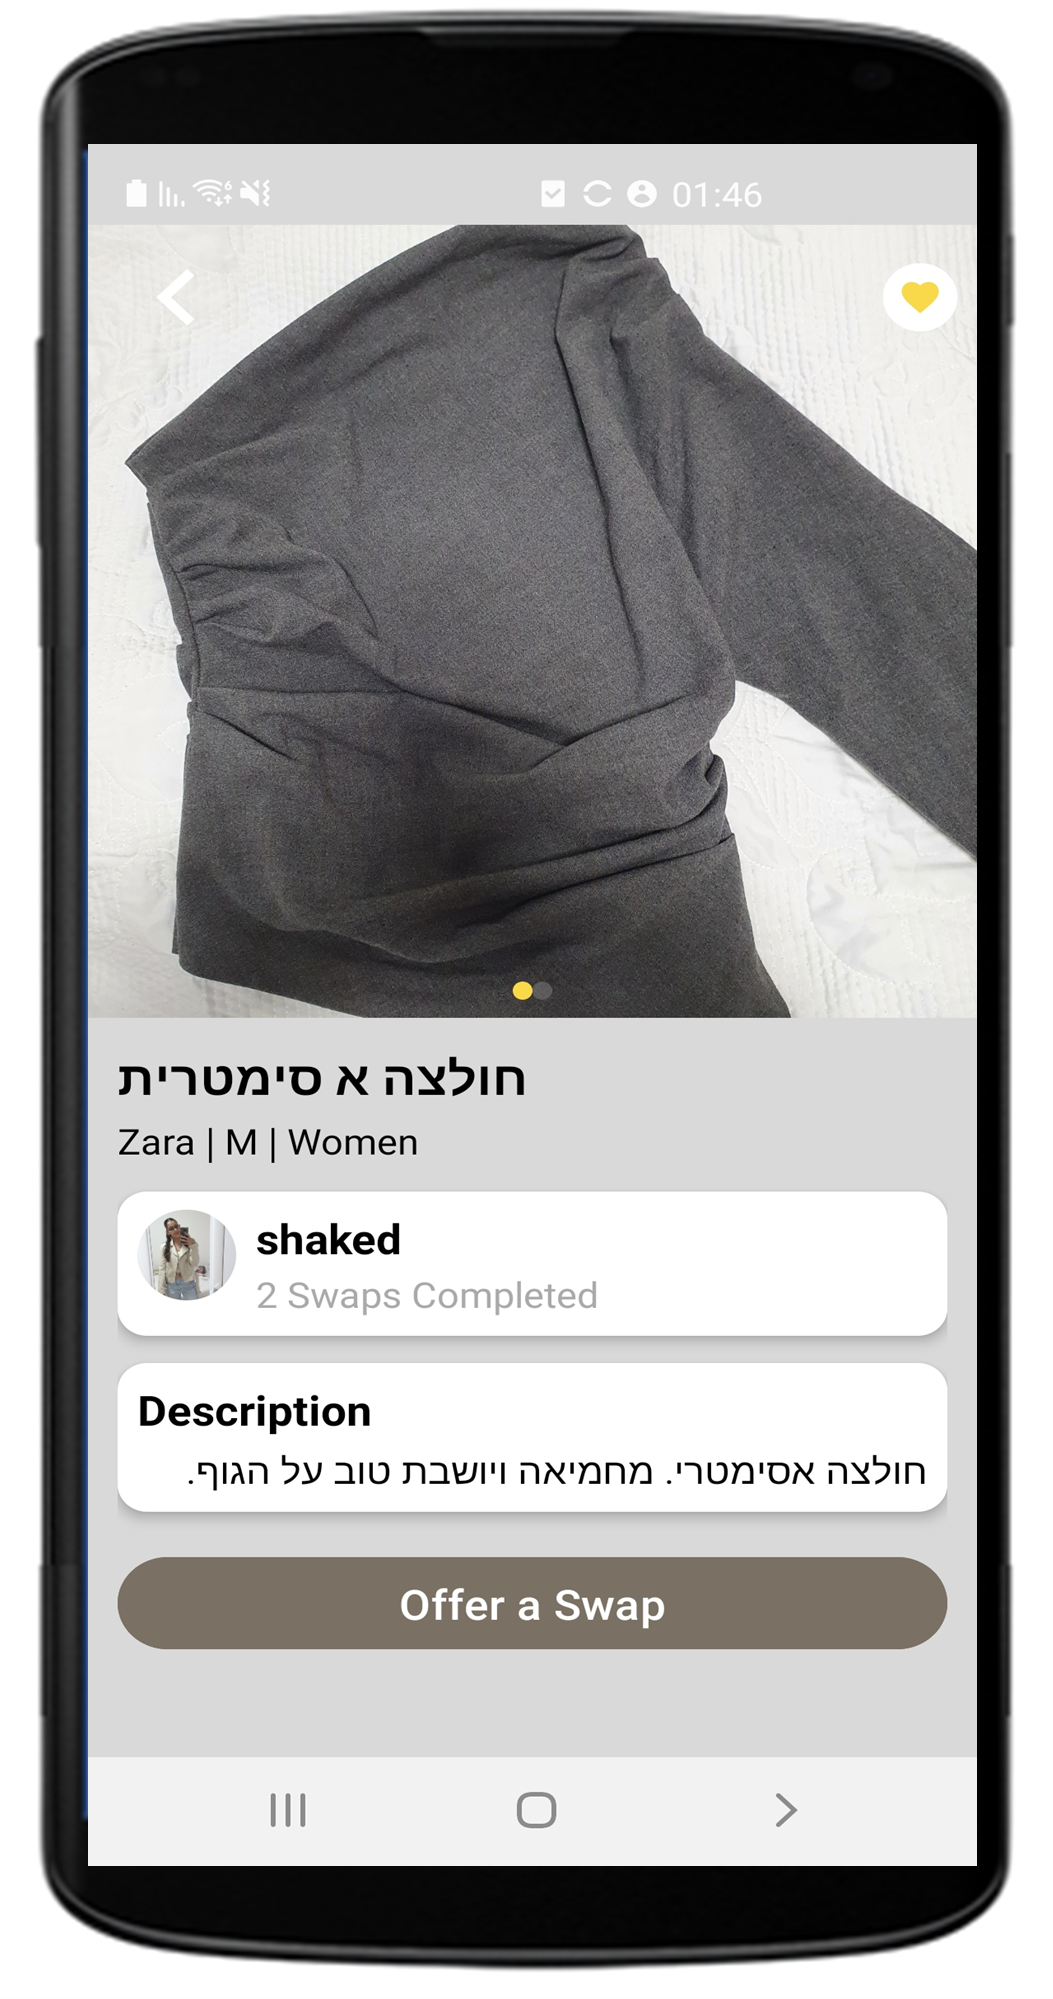 01:46
חולצה א סימטרית
Zara | M | Women
shaked
2 Swaps Completed
Description
חולצה אסימטרי. מחמיאה ויושבת טוב על הגוף.
Offer a Swap